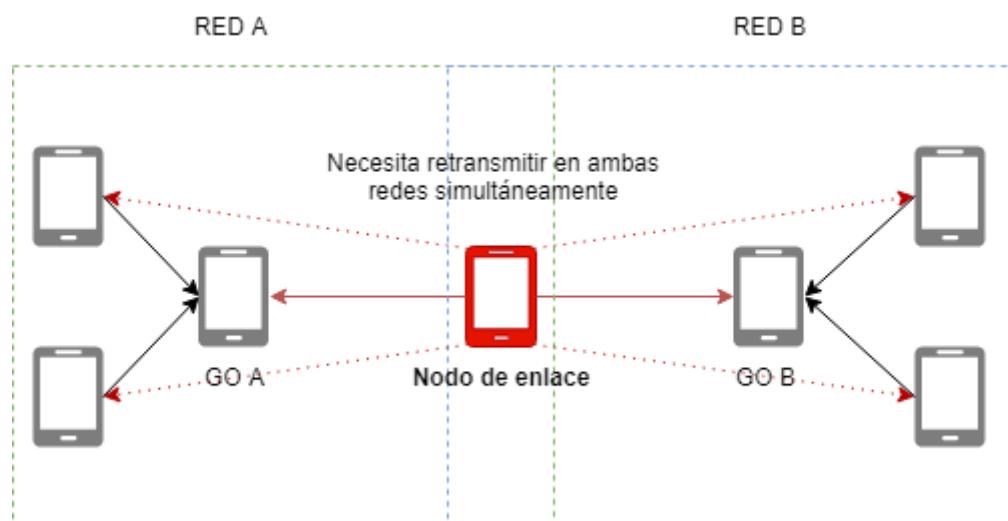 RED A
RED B
Necesita retransmitir en ambas
redes simultáneamente
GO A
Nodo de enlace
GO B